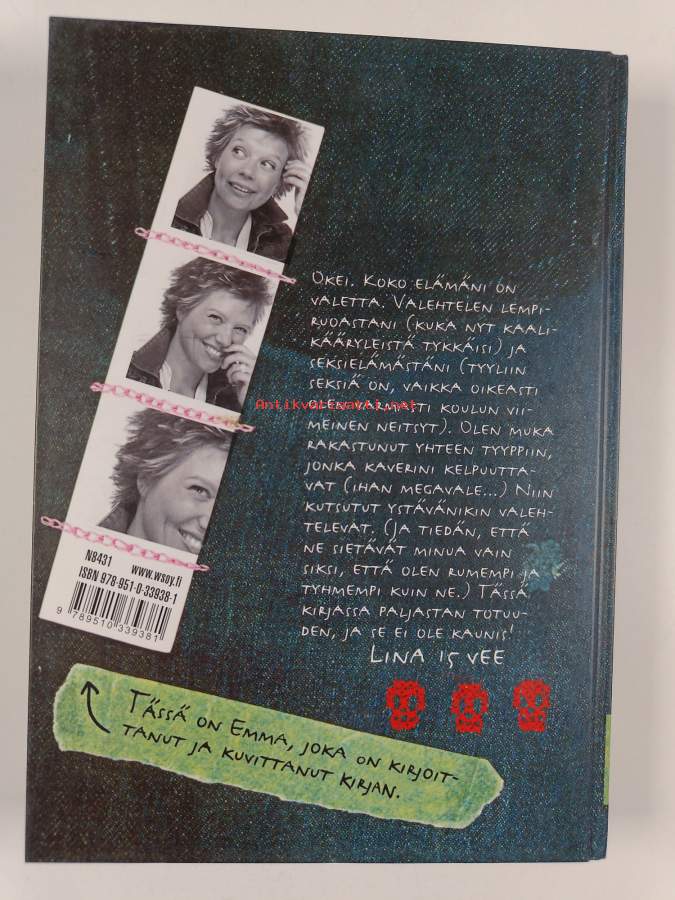 OKEI. KOKO ELÄMÄNI ON
VALETTA. VALEHTELEN LEMPI-
RUOASTANI (KUKA NYT KAALI-
KÄÄRYLEISTÄ TYKKÄISI) JA
SEKSIELÄMÄSTÄNI (TYYLIIN
SEKSIÄ ON, VAIKKA OIKEASTI
OLEN VARMASTI KOULUN VII-
MEINEN NEITSYT). OLEN MUKA
RAKASTUNUT YHTEEN TYYPPIIN,
JONKA KAVERINI KELPUUTTA-
VAT (IHAN MEGAVALE...) NIIN
KUTSUTUT YSTÄVÄNIKIN VALEH-
TELEVAT. (JA TIEDÄN, ETTÄ
NE SIETÄVÄT MINUA VAIN
SIKSI, ETTÄ OLEN RUMEMPI JA
TYHMEMPI KUIN NE.) TÄSSÄ
KIRJASSA PALJASTAN TOTUU-
DEN, JA SE EI OLE KAUNIS!
LINA 15 VEE
Antikvariaatti.net
N8431 www.wsoy.fi
ISBN 978-951-0-33938-1
9 789510 339381
TÄSSÄ ON EMMA, JOKA ON KIRJOIT-
TANUT JA KUVITTANUT KIRJAN.